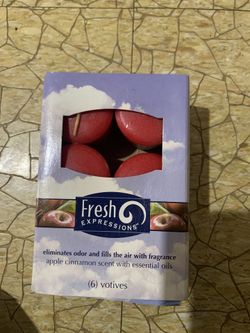 Fresh
EXPRESSIONS®
eliminates odor and fills the air with fragrance
apple cinnamon scent with essential oils
(6) votives